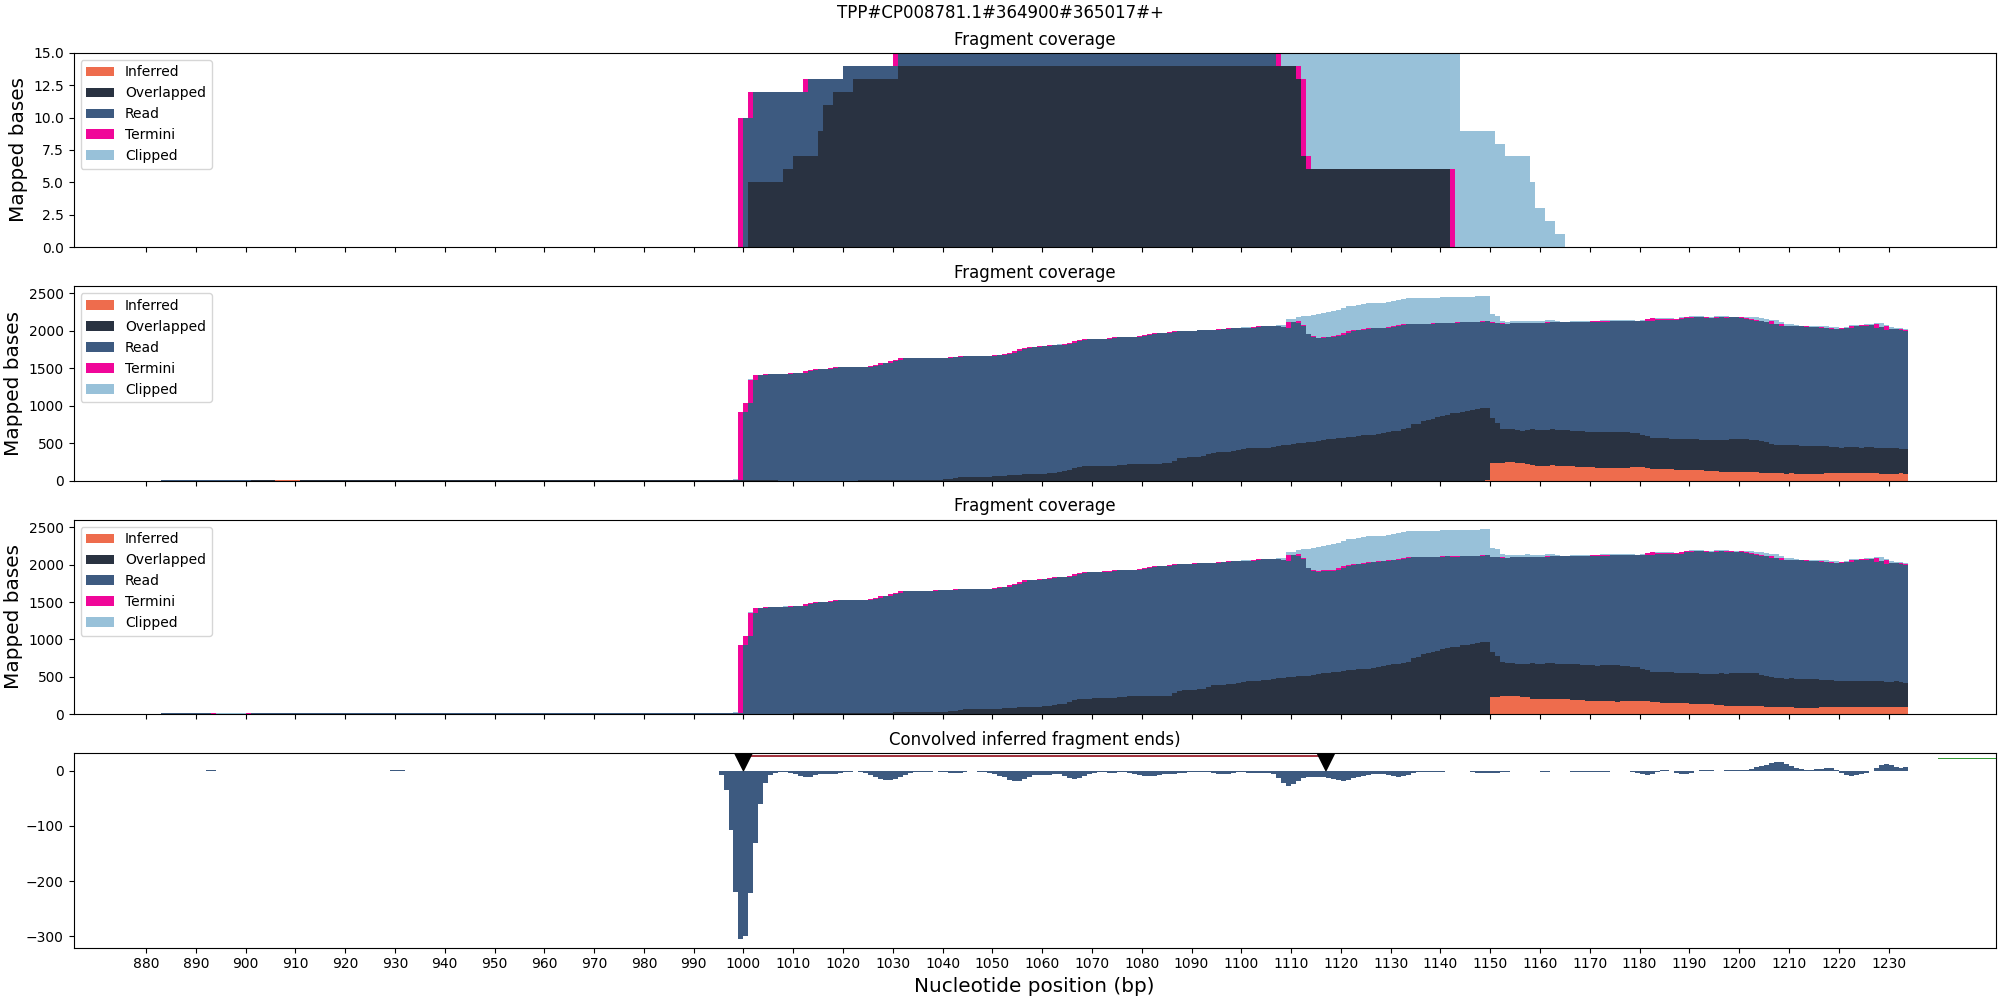 TPP#CP008781.1#364900#365017#+
Fragment coverage
Mapped bases
15.0
12.5
10.0
7.5
5.0
2.5
0.0
Inferred
Overlapped
Read
Termini
Clipped
Fragment coverage
Mapped bases
2500
2000
1500
1000
500
0
Inferred
Overlapped
Read
Termini
Clipped
Fragment coverage
Mapped bases
2500
2000
1500
1000
500
0
Inferred
Overlapped
Read
Termini
Clipped
Convolved inferred fragment ends)
0
−100
−200
−300
880 890 900 910 920 930 940 950 960 970 980 990 1000 1010 1020 1030 1040 1050 1060 1070 1080 1090 1100 1110 1120 1130 1140 1150 1160 1170 1180 1190 1200 1210 1220 1230
Nucleotide position (bp)